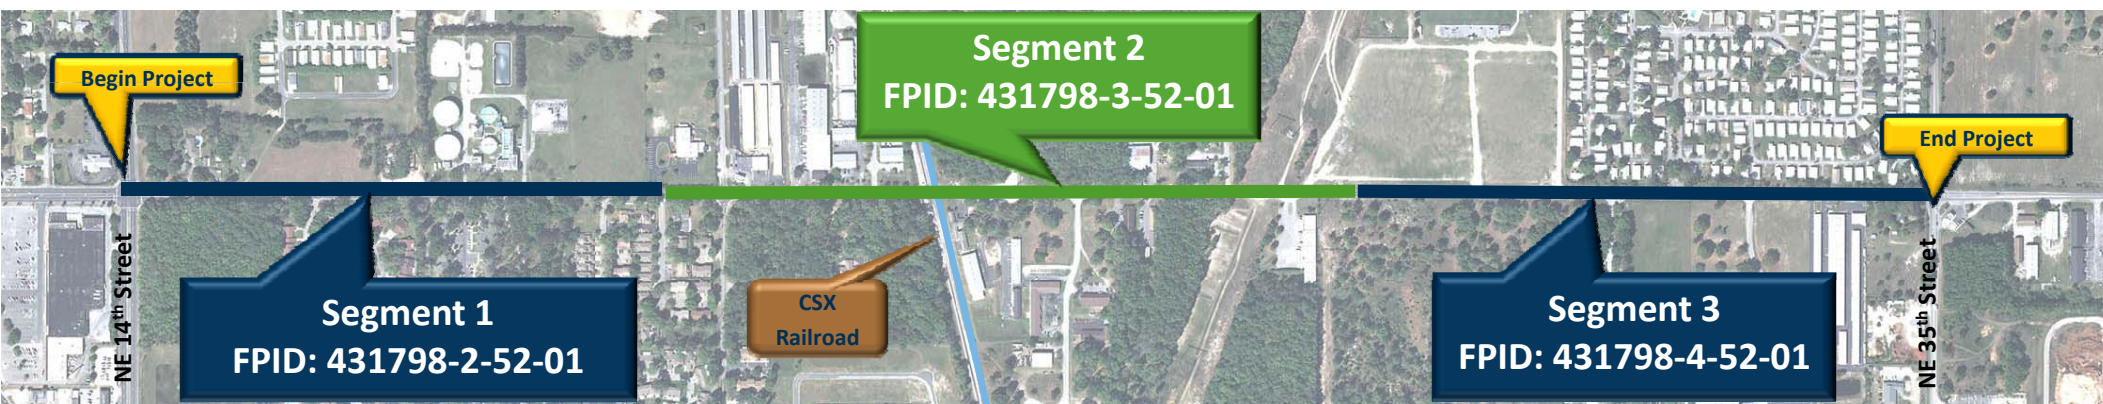 Begin Project
Segment 2
FPID: 431798-3-52-01
End Project
NE 14th Street
Segment 1
FPID: 431798-2-52-01
CSX
Railroad
Segment 3
FPID: 431798-4-52-01
NE 35th Street